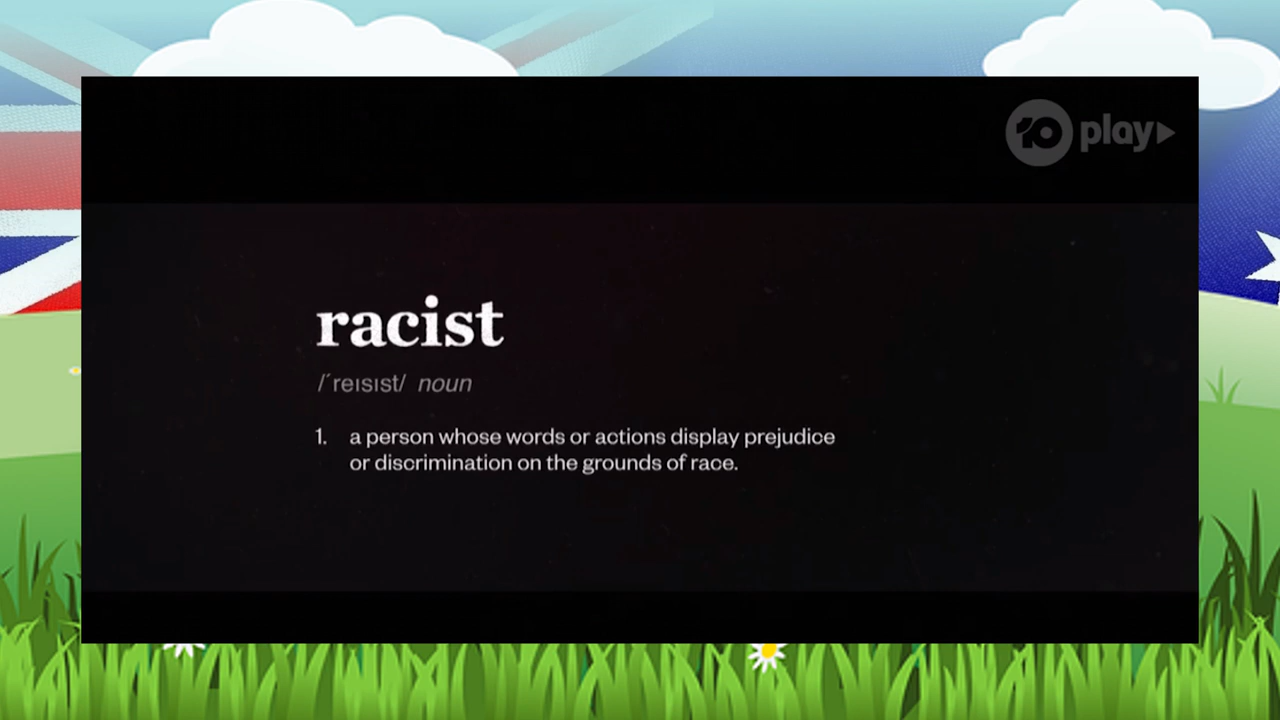 10 play
racist
/ˊreɪsɪst/ noun
1. a person whose words or actions display prejudice
or discrimination on the grounds of race.